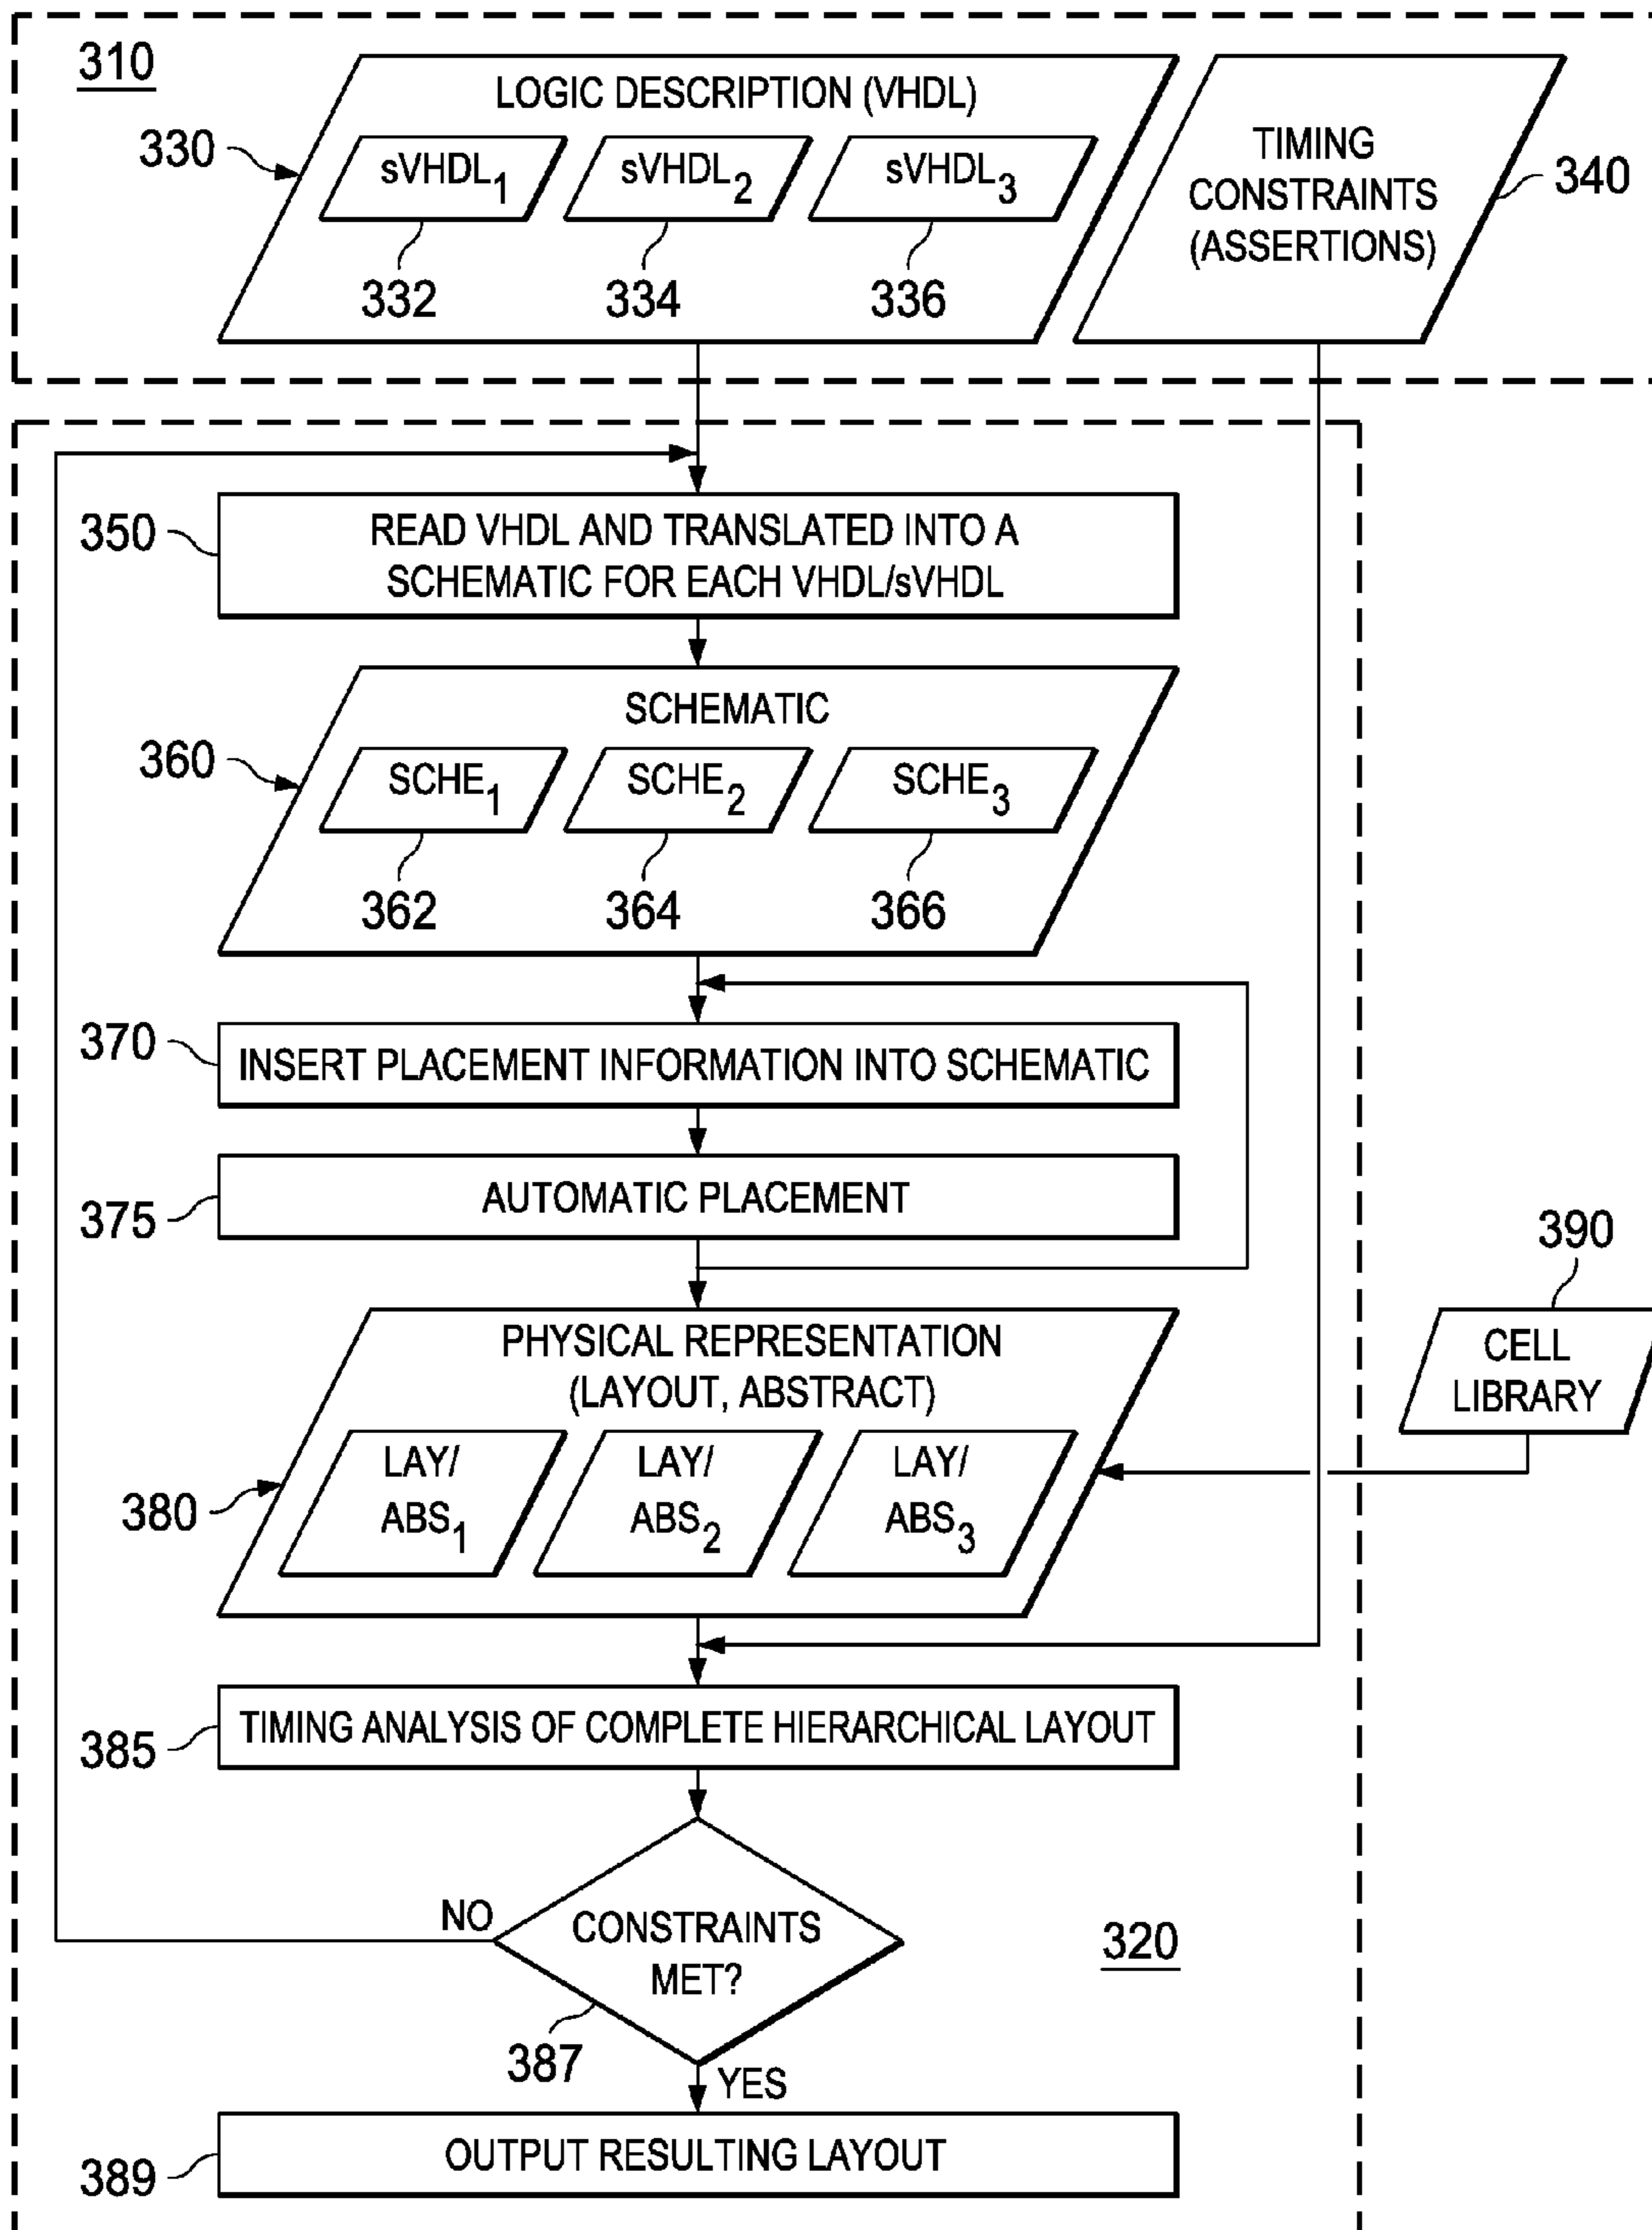 310
LOGIC DESCRIPTION (VHDL)
330
sVHDL1
sVHDL2
sVHDL3
332
334
336
TIMING
CONSTRAINTS
(ASSERTIONS)
340
350
READ VHDL AND TRANSLATED INTO A
SCHEMATIC FOR EACH VHDL/sVHDL
SCHEMATIC
360
SCHE1
SCHE2
SCHE3
362
364
366
370
INSERT PLACEMENT INFORMATION INTO SCHEMATIC
375
AUTOMATIC PLACEMENT
390
CELL
LIBRARY
PHYSICAL REPRESENTATION
(LAYOUT, ABSTRACT)
380
LAY/
ABS1
LAY/
ABS2
LAY/
ABS3
385
TIMING ANALYSIS OF COMPLETE HIERARCHICAL LAYOUT
NO
CONSTRAINTS
MET?
320
387
YES
389
OUTPUT RESULTING LAYOUT